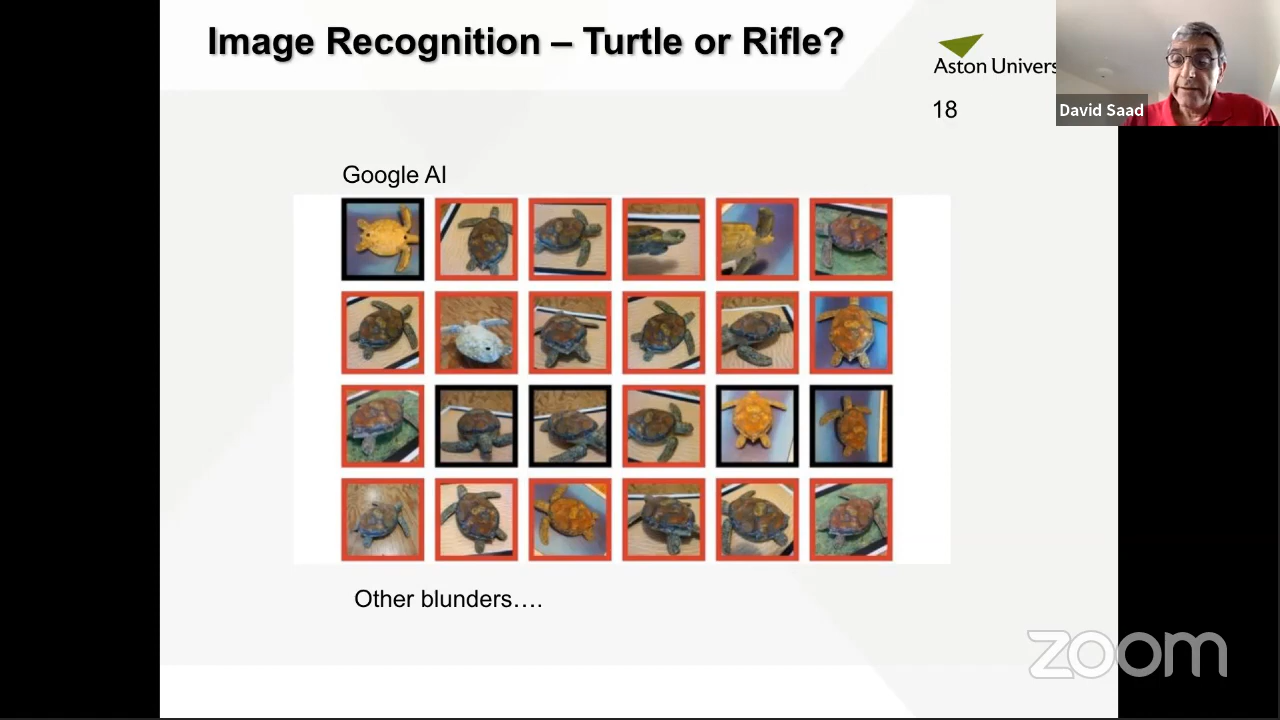 Image Recognition – Turtle or Rifle?
Aston Univers
18
David Saad
Google AI
Other blunders….
zoom